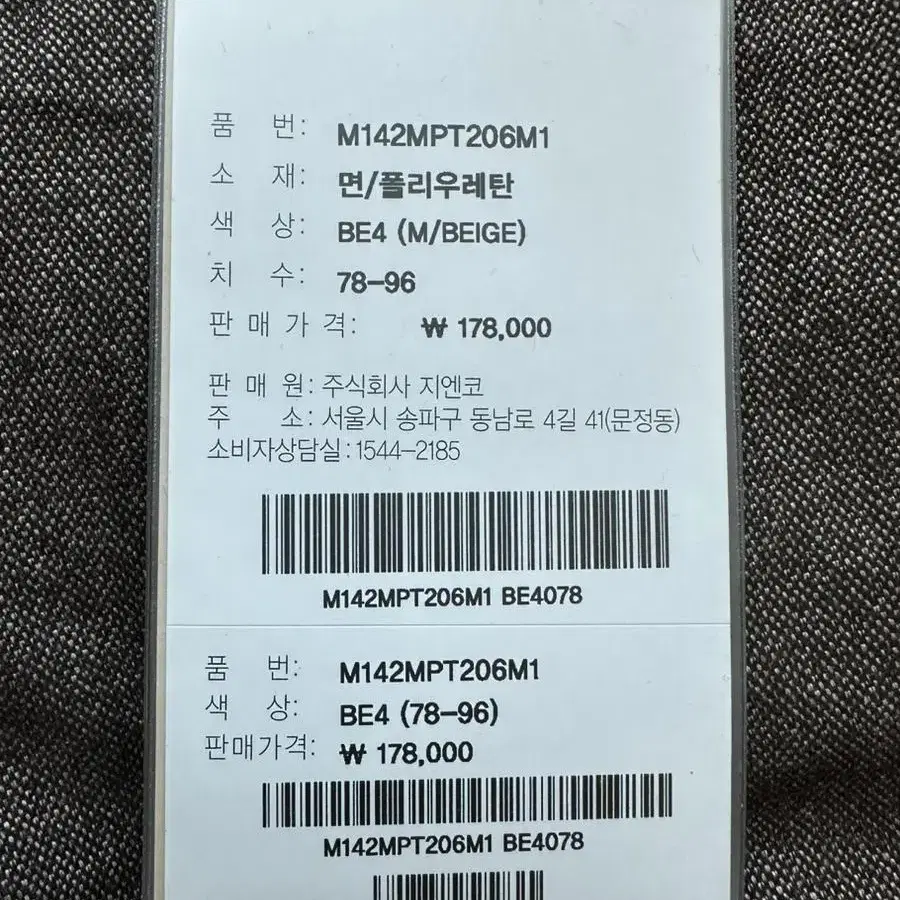 품 번: M142MPT206M1
소 재: 면/폴리우레탄
색 상: BE4 (M/BEIGE)
치 수: 78-96
판 매 가 격: ₩ 178,000
판 매 원: 주식회사 지엔코
주 소: 서울시 송파구 동남로 4길 41(문정동)
소비자상담실:1544-2185
M142MPT206M1 BE4078
품 번: M142MPT206M1
색 상: BE4 (78-96)
판매가격: ₩ 178,000
M142MPT206M1 BE4078